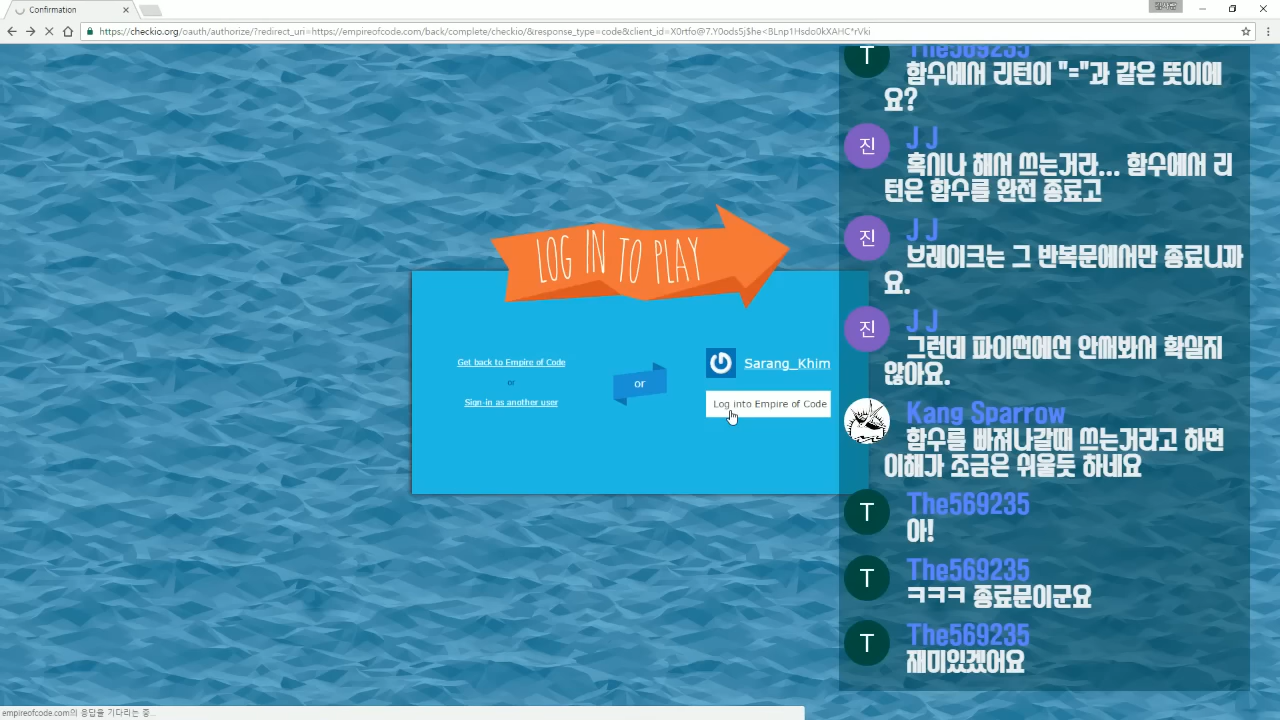 Confirmation
https://checkio.org/oauth/authorize/?redirect_uri=https://empireofcode.com/back/complete/checkio/&response_type=code&client_id=X0rtfo@7.Y0ods5j$he<BLnp1Hsdo0kXAHC*rVki
LOG IN TO PLAY
Get back to Empire of Code
or
Sign-in as another user
or
Sarang_Khim
Log into Empire of Code
T
The569235
함수에서 리턴이 "="과 같은 뜻이에
요?
진
J J
혹시나 해서 쓰는거라... 함수에서 리
턴은 함수를 완전 종료고
진
J J
브레이크는 그 반복문에서만 종료니까
요.
진
J J
그런데 파이썬에선 안써봐서 확실지
않아요.
Kang Sparrow
함수를 빠져나갈때 쓰는거라고 하면
이해가 조금은 쉬울듯 하네요
T
The569235
아!
T
The569235
ㅋㅋㅋ 종료문이군요
T
The569235
재미있겠어요
empireofcode.com의 응답을 기다리는 중...